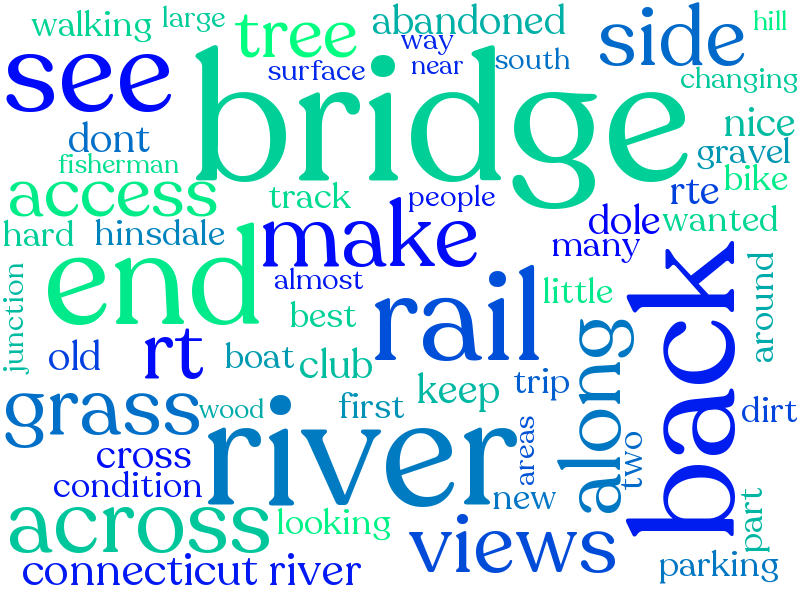 walking
large
tree
abandoned
way
side
hill
see
surface
near
south
changing
bridge
dont
nice
gravel
fisherman
access
track
people
rte
bike
hard
hinsdale
make
dole
wanted
many
end
almost
rail
little
back
around
junction
best
rt
old
boat
club
along
keep
trip
grass
wood
first
dirt
river
areas
two
cross
condition
new
part
across
looking
views
connecticut river
parking